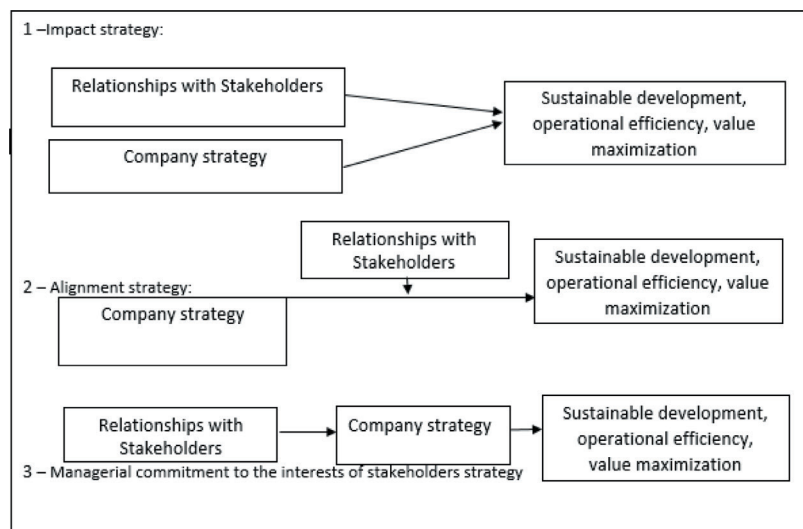 1 –Impact strategy:
Relationships with Stakeholders
Company strategy
Sustainable development,
operational efficiency, value
maximization
Relationships with
Stakeholders
2 – Alignment strategy:
Company strategy
Sustainable development,
operational efficiency, value
maximization
Relationships with
Stakeholders
Company strategy
Sustainable development,
operational efficiency,
value maximization
3 – Managerial commitment to the interests of stakeholders strategy